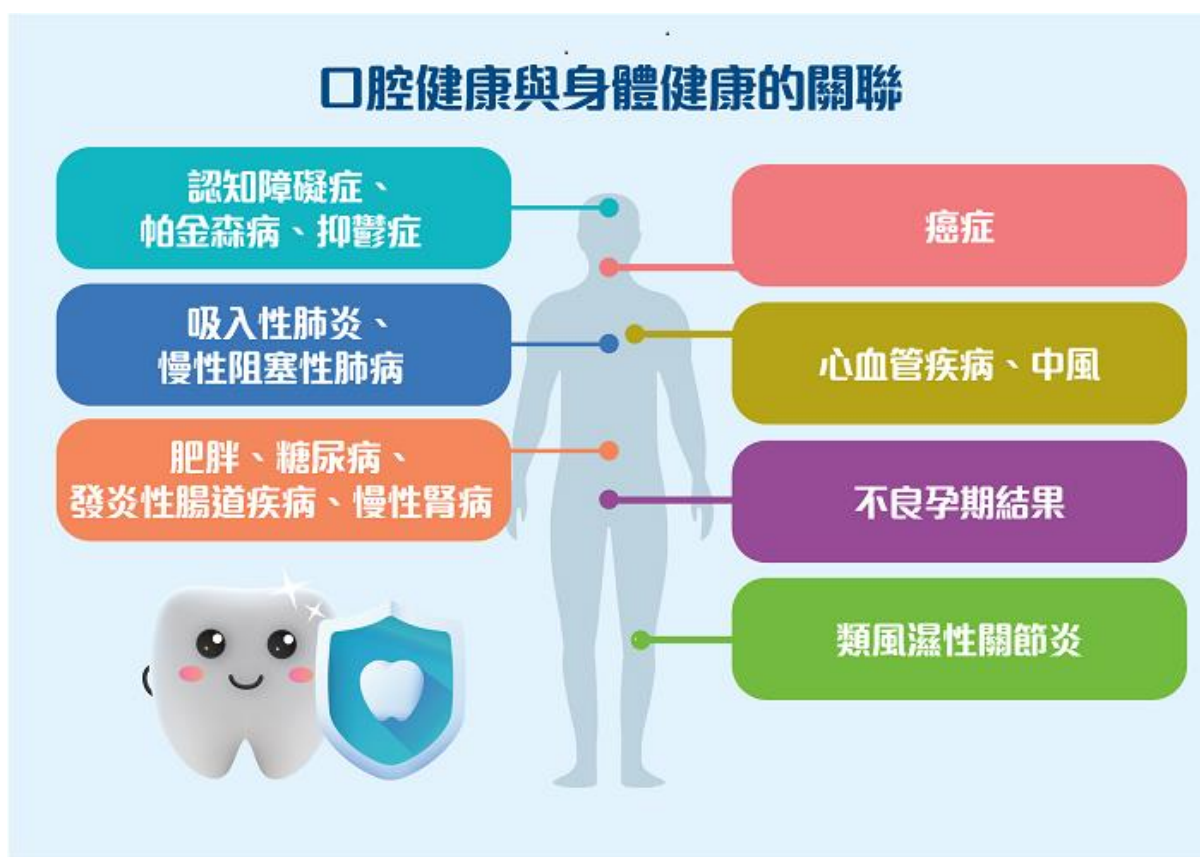 口腔健康與身體健康的關聯
認知障礙症、
帕金森病、抑鬱症
吸入性肺炎、
慢性阻塞性肺病
肥胖、糖尿病、
發炎性腸道疾病、慢性腎病
癌症
心血管疾病、中風
不良孕期結果
類風濕性關節炎